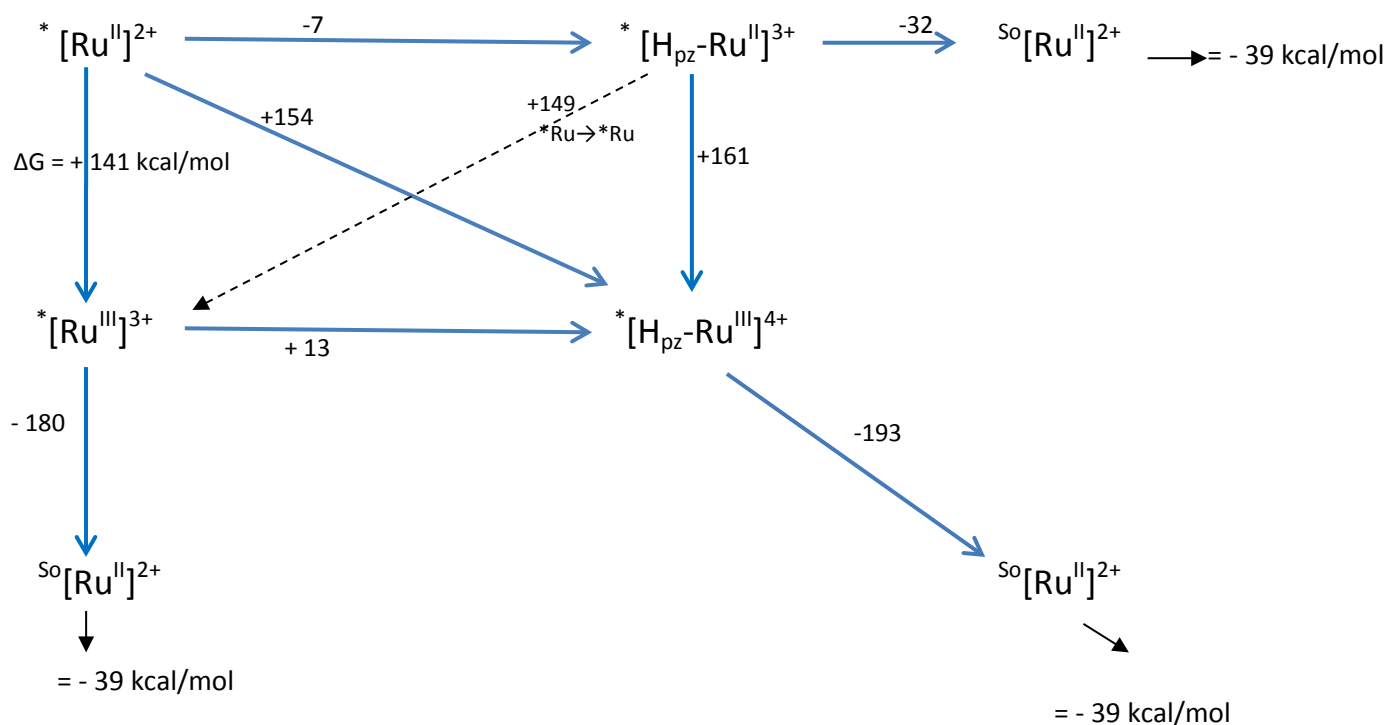 * [Ruᴵᴵ]²⁺
-7
* [H_pz-Ruᴵᴵ]³⁺
-32
So[Ruᴵᴵ]²⁺
= - 39 kcal/mol
+149
*Ru→*Ru
+154
ΔG = + 141 kcal/mol
+161
*[Ruᴵᴵᴵ]³⁺
+ 13
*[H_pz-Ruᴵᴵᴵ]⁴⁺
- 180
-193
So[Ruᴵᴵ]²⁺
So[Ruᴵᴵ]²⁺
= - 39 kcal/mol
= - 39 kcal/mol